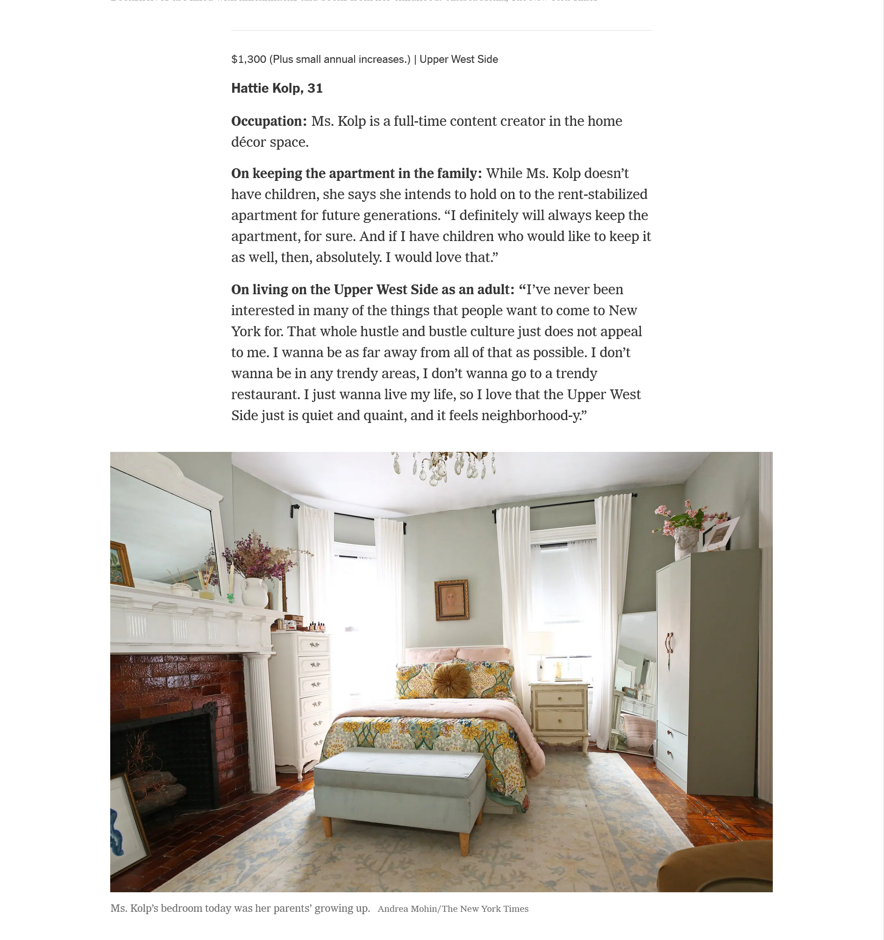 $1,300 (Plus small annual increases.) | Upper West Side
Hattie Kolp, 31
Occupation: Ms. Kolp is a full-time content creator in the home
décor space.
On keeping the apartment in the family: While Ms. Kolp doesn’t
have children, she says she intends to hold on to the rent-stabilized
apartment for future generations. “I definitely will always keep the
apartment, for sure. And if I have children who would like to keep it
as well, then, absolutely. I would love that.”
On living on the Upper West Side as an adult: “I’ve never been
interested in many of the things that people want to come to New
York for. That whole hustle and bustle culture just does not appeal
to me. I wanna be as far away from all of that as possible. I don’t
wanna be in any trendy areas, I don’t wanna go to a trendy
restaurant. I just wanna live my life, so I love that the Upper West
Side just is quiet and quaint, and it feels neighborhood-y.”
Ms. Kolp’s bedroom today was her parents’ growing up. Andrea Mohin/The New York Times